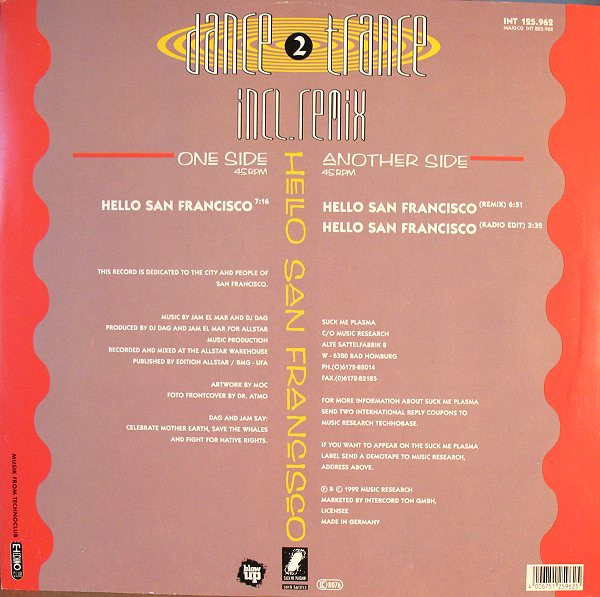 dance 2 trance
incl.remix
INT 125.962
MAXI-CD INT 825.962
ONE SIDE
45RPM
HELLO SAN FRANCISCO 7:16
ANOTHER SIDE
45RPM
HELLO SAN FRANCISCO (REMIX) 6:51
HELLO SAN FRANCISCO (RADIO EDIT) 3:32
HELLO SAN FRANCISCO
THIS RECORD IS DEDICATED TO THE CITY AND PEOPLE OF
SAN FRANCISCO.
MUSIC BY JAM EL MAR AND DJ DAG
PRODUCED BY DJ DAG AND JAM EL MAR FOR ALLSTAR
MUSIC PRODUCTION
RECORDED AND MIXED AT THE ALLSTAR WAREHOUSE
PUBLISHED BY EDITION ALLSTAR / BMG - UFA
ARTWORK BY MOC
FOTO FRONTCOVER BY DR. ATMO
DAG AND JAM SAY:
CELEBRATE MOTHER EARTH, SAVE THE WHALES
AND FIGHT FOR NATIVE RIGHTS.
SUCK ME PLASMA
C/O MUSIC RESEARCH
ALTE SATTELFABRIK 8
W - 6380 BAD HOMBURG
PH.(0)6172-82014
FAX.(0)6172-82185
FOR MORE INFORMATION ABOUT SUCK ME PLASMA
SEND TWO INTERNATIONAL REPLY COUPONS TO
MUSIC RESEARCH TECHNOBASE.
IF YOU WANT TO APPEAR ON THE SUCK ME PLASMA
LABEL SEND A DEMOTAPE TO MUSIC RESEARCH,
ADDRESS ABOVE.
℗ & © 1992 MUSIC RESEARCH
MARKETED BY INTERCORD TON GMBH,
LICENSEE
MADE IN GERMANY
MUSIK FROM TECHNOCLUB
blow
up
SUCK ME PLASMA
LC 8076